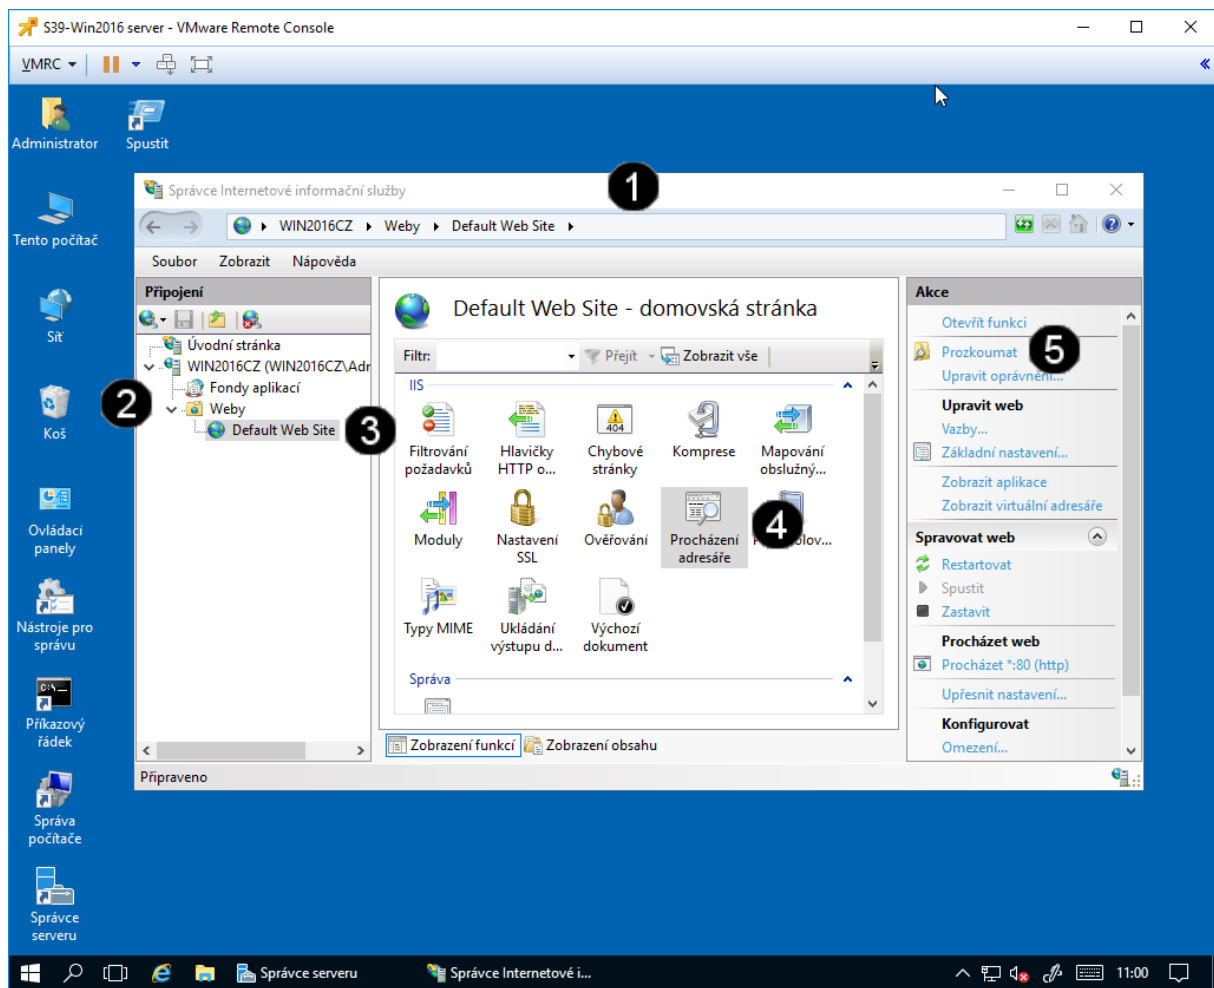 S39-Win2016 server - VMware Remote Console
VMRC
Administrator
Spustit
Tento počítač
Síť
Koš
Ovládací
panely
Nástroje pro
správu
Příkazový
řádek
Správa
počítače
Správce
serveru
Správce Internetové informační služby
1
WIN2016CZ
Weby
Default Web Site
Soubor Zobrazit Nápověda
Připojení
Úvodní stránka
WIN2016CZ (WIN2016CZ\Adr
Fondy aplikací
2
Weby
Default Web Site
3
Default Web Site - domovská stránka
Filtr:
Přejít
Zobrazit vše
IIS
Filtrování
požadavků
Hlavičky
HTTP o...
404
Chybové
stránky
Komprese
Mapování
obslužný...
Moduly
Nastavení
SSL
Ověřování
Procházení
adresáře
4
Typy MIME
Ukládání
výstupu d...
Výchozí
dokument
Správa
Zobrazení funkcí
Zobrazení obsahu
Akce
Otevřít funkci
Prozkoumat
5
Upravit oprávnění...
Upravit web
Vazby...
Základní nastavení...
Zobrazit aplikace
Zobrazit virtuální adresáře
Spravovat web
Restartovat
Spustit
Zastavit
Procházet web
Procházet *:80 (http)
Upřesnit nastavení...
Konfigurovat
Omezení...
Připraveno
Správce serveru
Správce Internetové i...
11:00